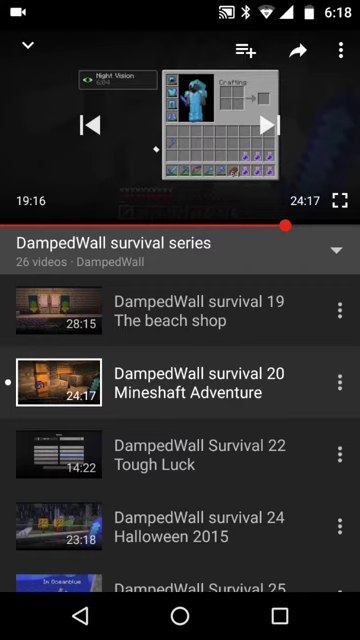 6:18
Night Vision
Crafting
19:16
24:17
DampedWall survival series
26 videos · DampedWall
DampedWall survival 19
The beach shop
28:15
DampedWall survival 20
Mineshaft Adventure
24:17
DampedWall Survival 22
Tough Luck
14:22
DampedWall survival 24
Halloween 2015
23:18
DampedWall survival 25
In Oceanblue